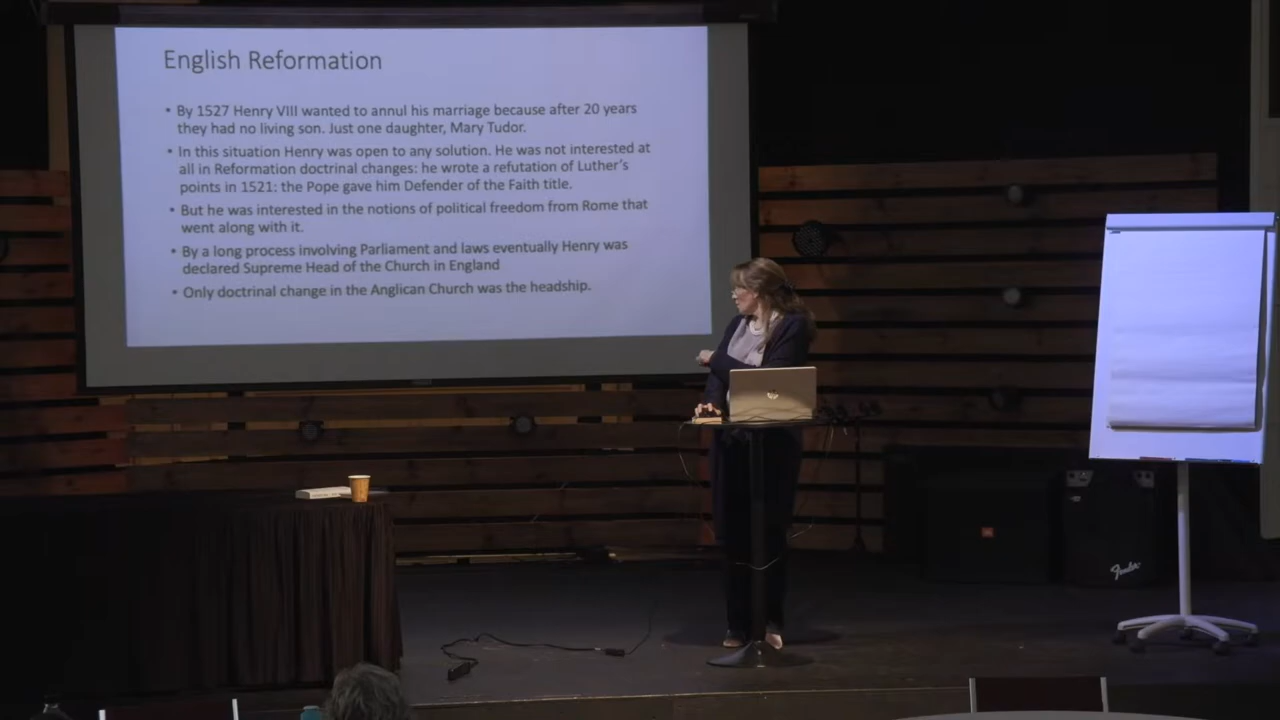 English Reformation
• By 1527 Henry VIII wanted to annul his marriage because after 20 years
they had no living son. Just one daughter, Mary Tudor.
• In this situation Henry was open to any solution. He was not interested at
all in Reformation doctrinal changes: he wrote a refutation of Luther's
points in 1521: the Pope gave him Defender of the Faith title.
• But he was interested in the notions of political freedom from Rome that
went along with it.
• By a long process involving Parliament and laws eventually Henry was
declared Supreme Head of the Church in England
• Only doctrinal change in the Anglican Church was the headship.
hp
JBL
Fender